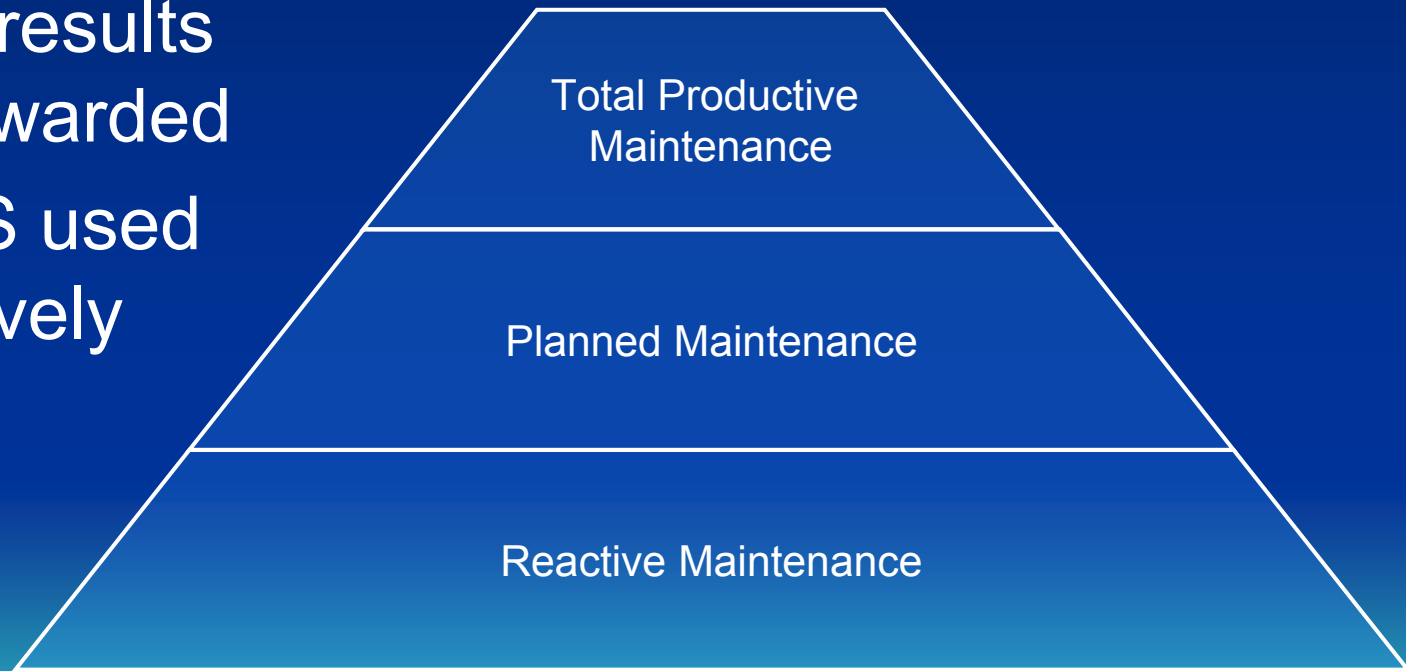 results
warded
S used
vely
Total Productive
Maintenance
Planned Maintenance
Reactive Maintenance